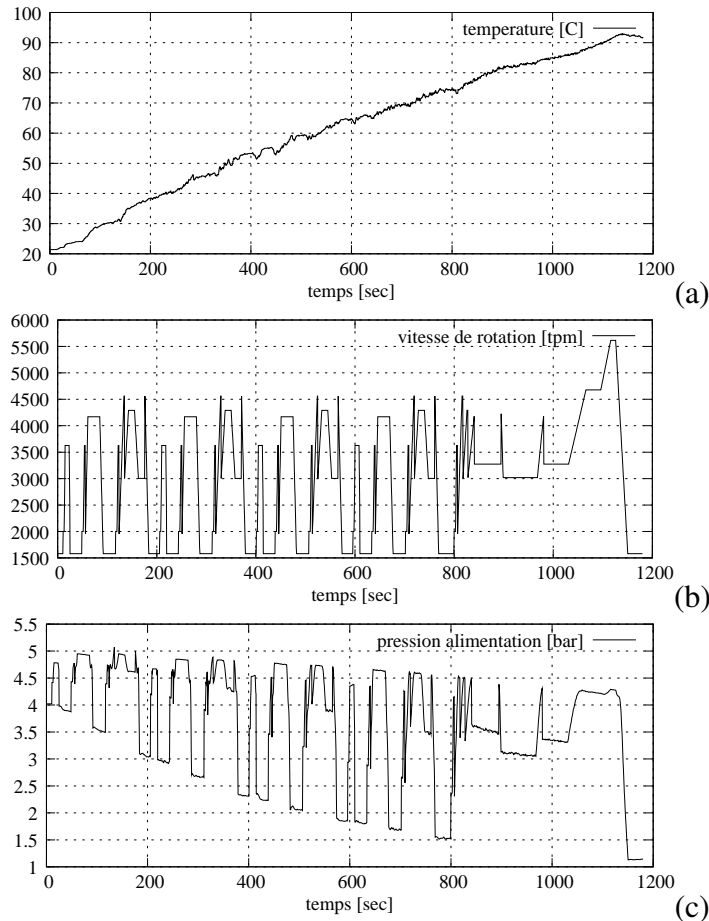 100
temperature [C]
90
80
70
60
50
40
30
20
0 200 400 600 800 1000 1200
temps [sec]
(a)
6000
vitesse de rotation [tpm]
5500
5000
4500
4000
3500
3000
2500
2000
1500
0 200 400 600 800 1000 1200
temps [sec]
(b)
5.5
pression alimentation [bar]
5
4.5
4
3.5
3
2.5
2
1.5
1
0 200 400 600 800 1000 1200
temps [sec]
(c)